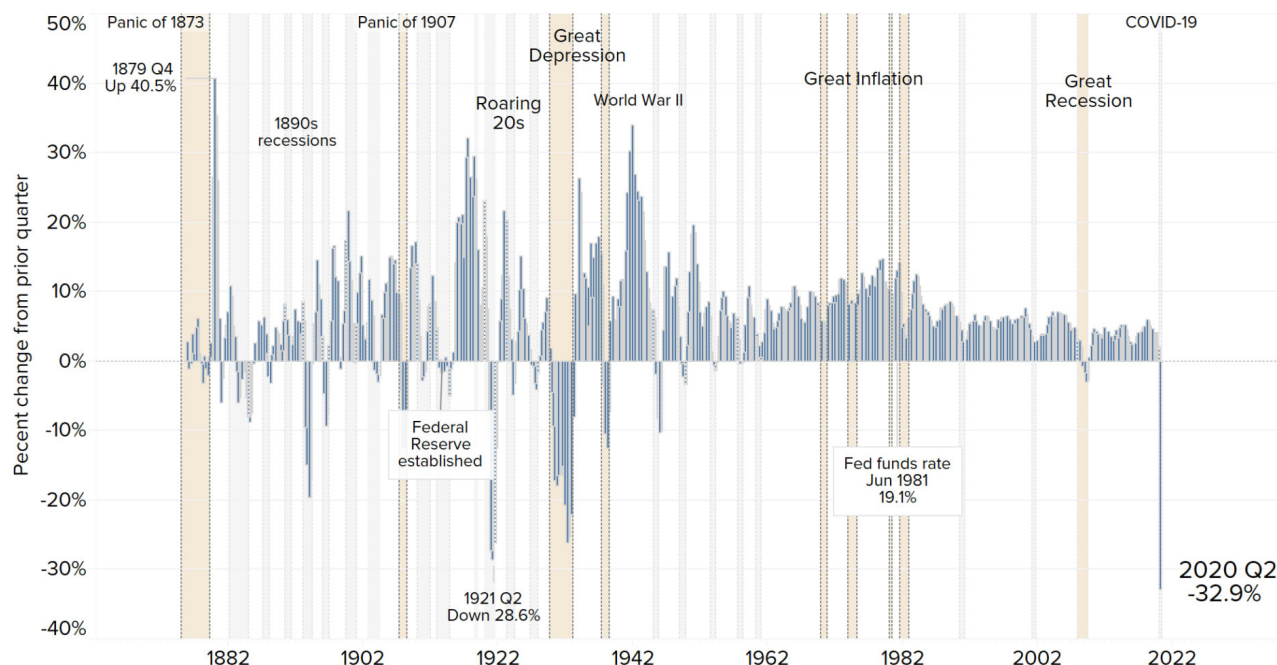 50%
Panic of 1873
Panic of 1907
COVID-19
Great
Depression
1879 Q4
Up 40.5%
40%
Great Inflation
Great
Recession
Roaring
20s
World War II
1890s
recessions
30%
20%
10%
0%
-10%
-20%
-30%
-40%
Pecent change from prior quarter
Federal
Reserve
established
Fed funds rate
Jun 1981
19.1%
1921 Q2
Down 28.6%
2020 Q2
-32.9%
1882
1902
1922
1942
1962
1982
2002
2022